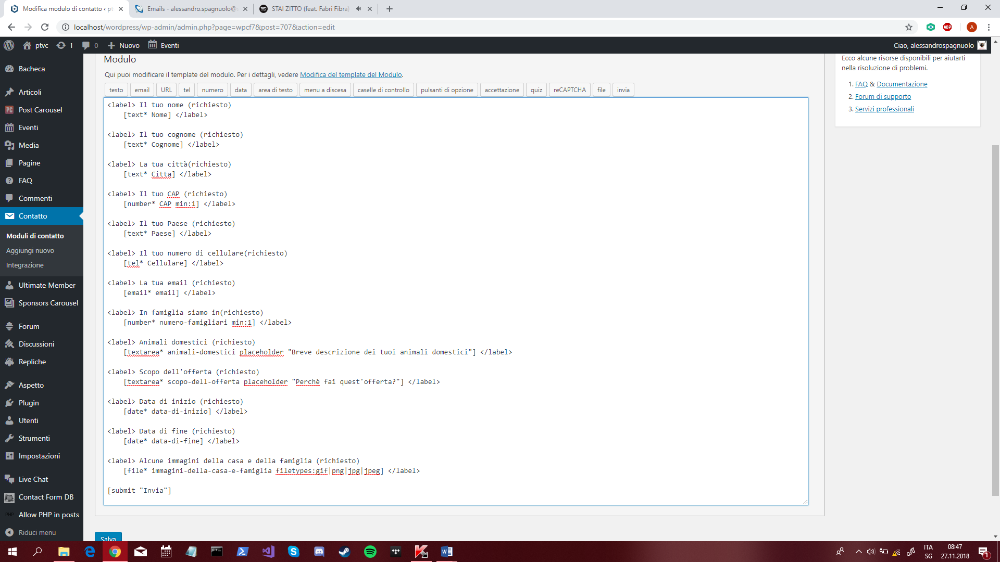 Modifica modulo di contatto ‹ pt
Emails - alessandro.spagnuolo@
STAI ZITTO (feat. Fabri Fibra)
localhost/wordpress/wp-admin/admin.php?page=wpcf7&post=707&action=edit
ABP
A
ptvc
1
0
Nuovo
Eventi
Ciao, alessandrospagnuolo
Bacheca
Articoli
Post Carousel
Eventi
Media
Pagine
FAQ
Commenti
Contatto
Moduli di contatto
Aggiungi nuovo
Integrazione
Ultimate Member
Sponsors Carousel
Forum
Discussioni
Repliche
Aspetto
Plugin
Utenti
Strumenti
Impostazioni
Live Chat
Contact Form DB
PHP
Allow PHP in posts
Riduci menu
Modulo
Qui puoi modificare il template del modulo. Per i dettagli, vedere Modifica del template del Modulo.
testo
email
URL
tel
numero
data
area di testo
menu a discesa
caselle di controllo
pulsanti di opzione
accettazione
quiz
reCAPTCHA
file
invia
<label> Il tuo nome (richiesto)
[text* Nome] </label>
<label> Il tuo cognome (richiesto)
[text* Cognome] </label>
<label> La tua città(richiesto)
[text* Citta] </label>
<label> Il tuo CAP (richiesto)
[number* CAP min:1] </label>
<label> Il tuo Paese (richiesto)
[text* Paese] </label>
<label> Il tuo numero di cellulare(richiesto)
[tel* Cellulare] </label>
<label> La tua email (richiesto)
[email* email] </label>
<label> In famiglia siamo in(richiesto)
[number* numero-famigliari min:1] </label>
<label> Animali domestici (richiesto)
[textarea* animali-domestici placeholder "Breve descrizione dei tuoi animali domestici"] </label>
<label> Scopo dell'offerta (richiesto)
[textarea* scopo-dell-offerta placeholder "Perchè fai quest'offerta?"] </label>
<label> Data di inizio (richiesto)
[date* data-di-inizio] </label>
<label> Data di fine (richiesto)
[date* data-di-fine] </label>
<label> Alcune immagini della casa e della famiglia (richiesto)
[file* immagini-della-casa-e-famiglia filetypes:gif|png|jpg|jpeg] </label>
[submit "Invia"]
Salva
Ecco alcune risorse disponibili per aiutarti
nella risoluzione di problemi.
1. FAQ & Documentazione
2. Forum di supporto
3. Servizi professionali
ITA
SG
08:47
27.11.2018
1